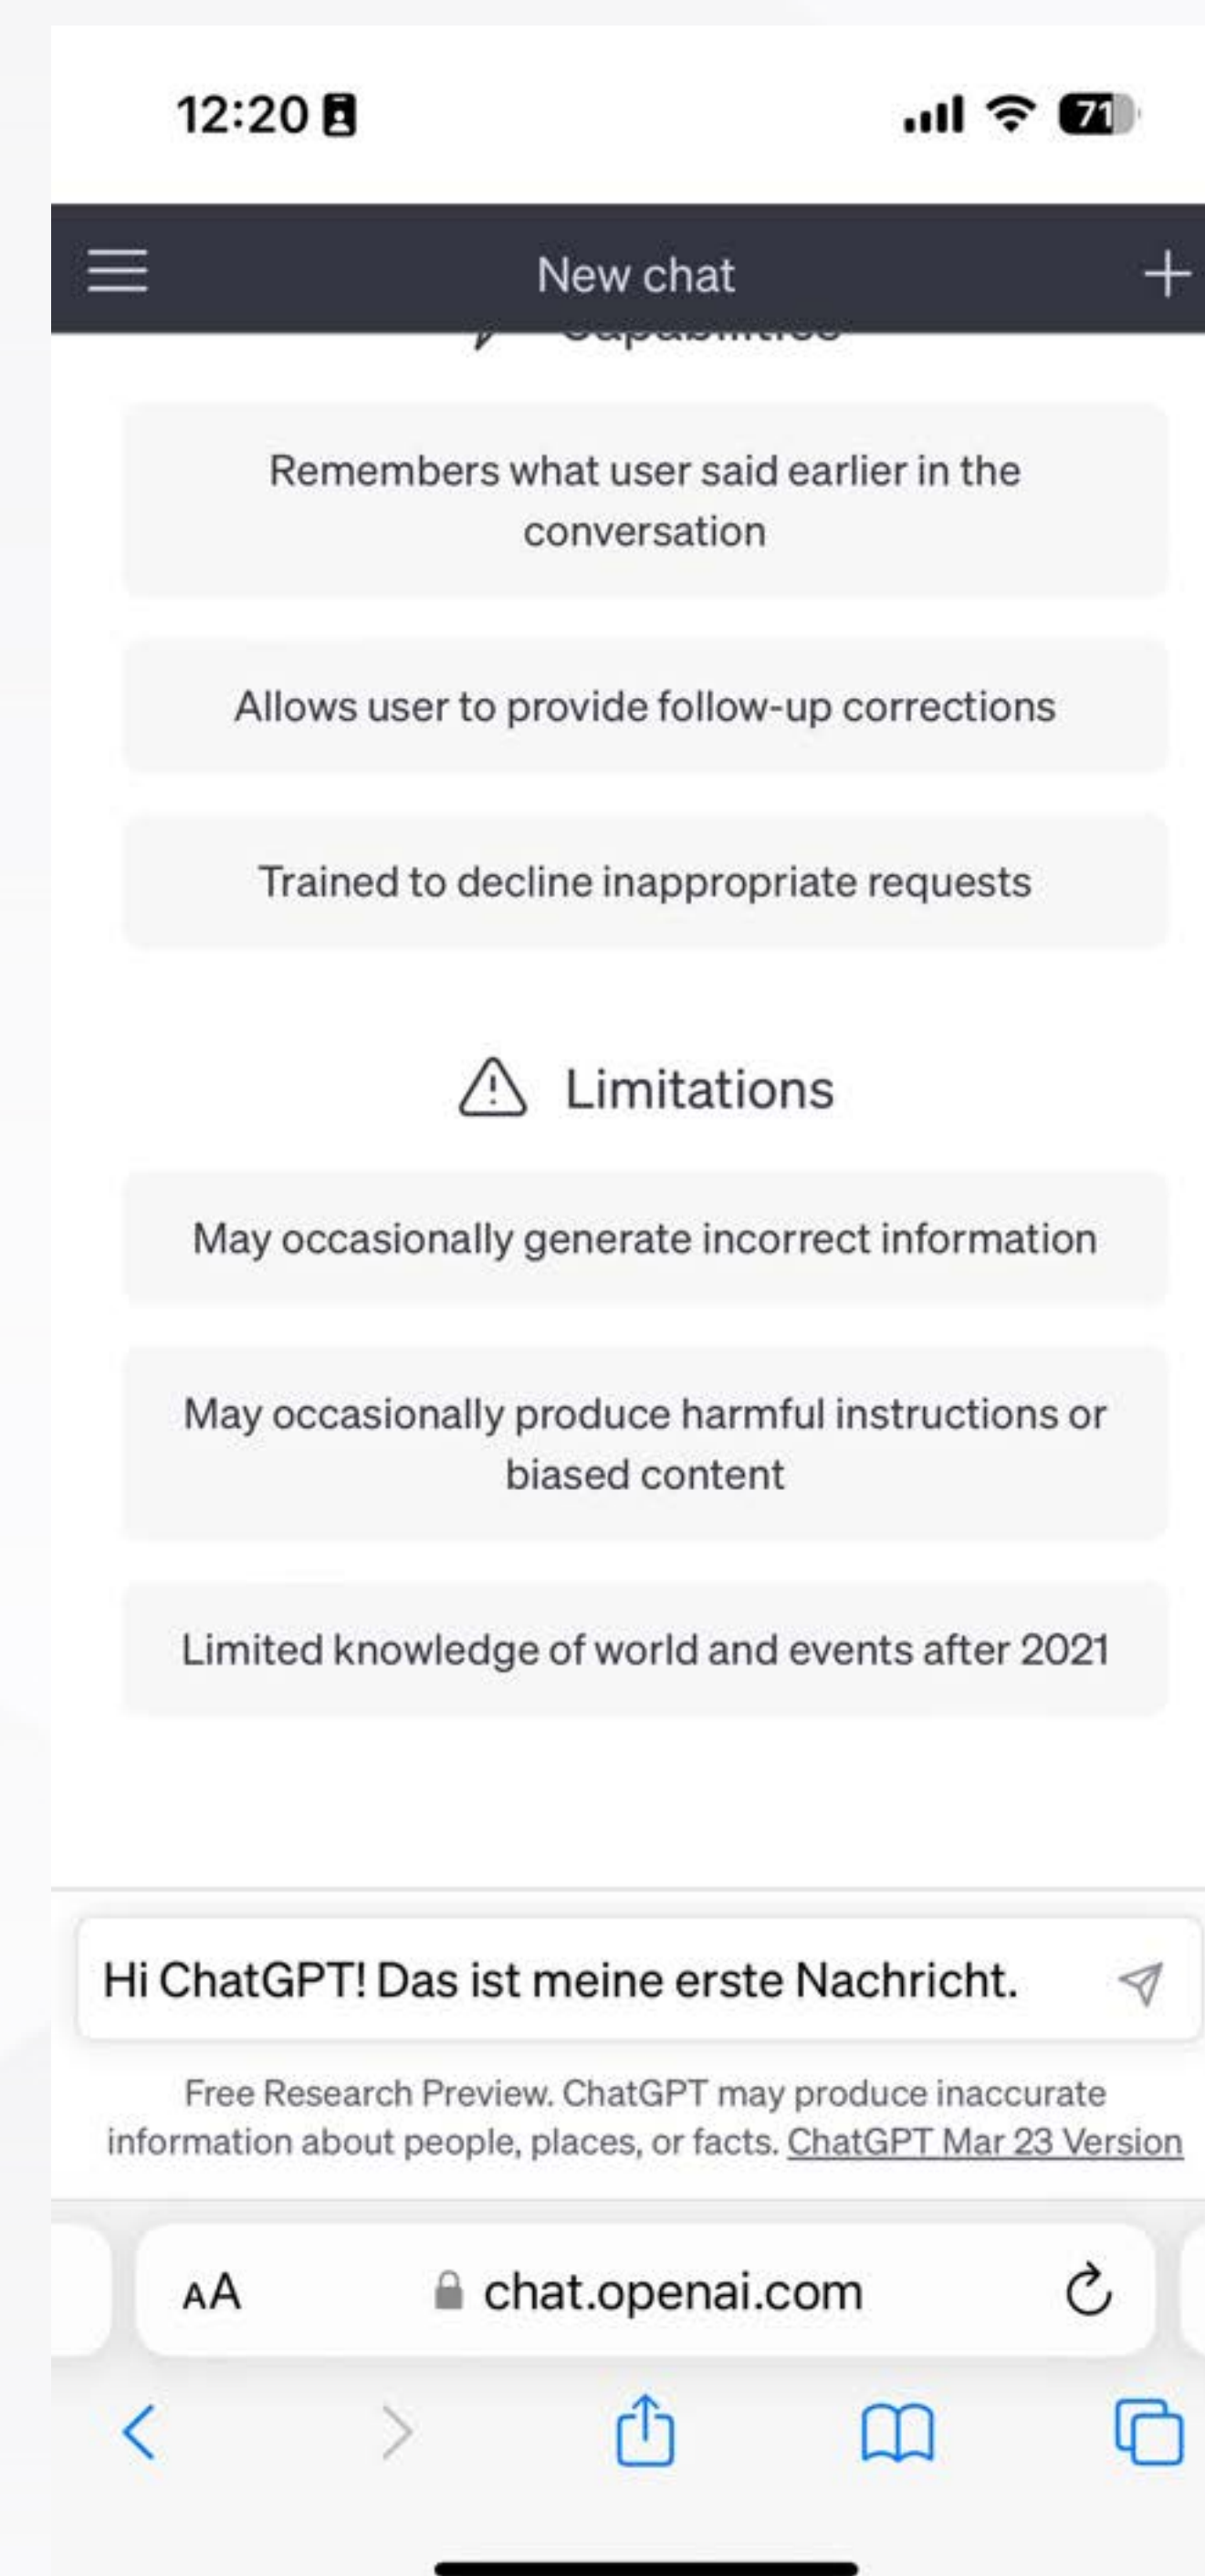 12:20
71
New chat
Capabilities
Remembers what user said earlier in the
conversation
Allows user to provide follow-up corrections
Trained to decline inappropriate requests
Limitations
May occasionally generate incorrect information
May occasionally produce harmful instructions or
biased content
Limited knowledge of world and events after 2021
Hi ChatGPT! Das ist meine erste Nachricht.
Free Research Preview. ChatGPT may produce inaccurate
information about people, places, or facts. ChatGPT Mar 23 Version
AA chat.openai.com